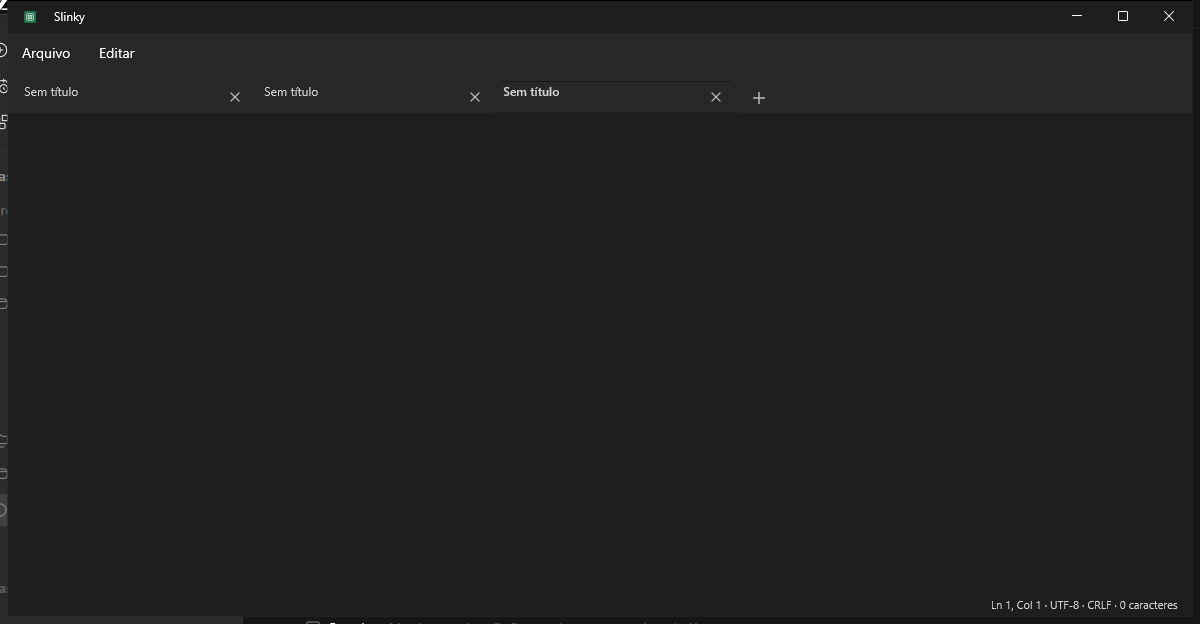 Slinky
Arquivo Editar
Sem título Sem título Sem título
Ln 1, Col 1 · UTF-8 · CRLF · 0 caracteres